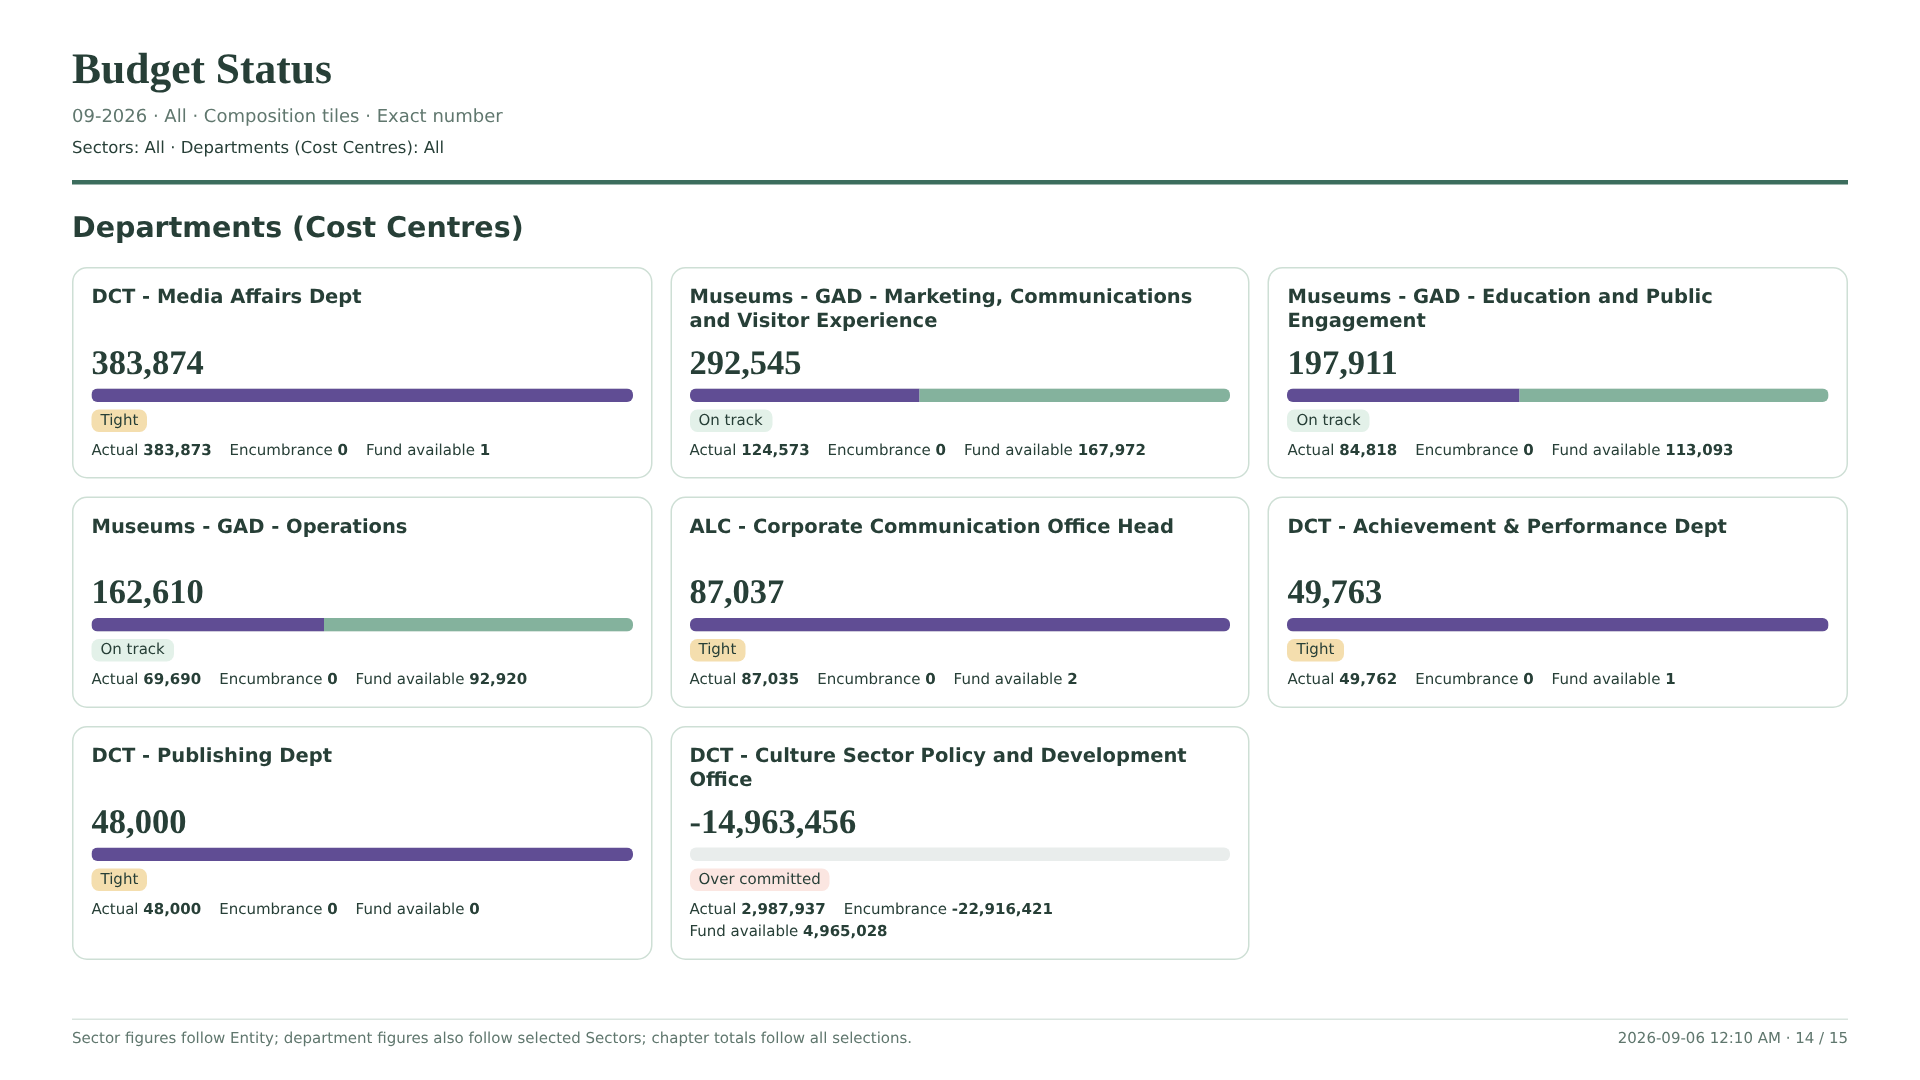 Budget Status
09-2026 · All · Composition tiles · Exact number
Sectors: All · Departments (Cost Centres): All
Departments (Cost Centres)
DCT - Media Affairs Dept
383,874
Tight
Actual 383,873 Encumbrance 0 Fund available 1
Museums - GAD - Marketing, Communications
and Visitor Experience
292,545
On track
Actual 124,573 Encumbrance 0 Fund available 167,972
Museums - GAD - Education and Public
Engagement
197,911
On track
Actual 84,818 Encumbrance 0 Fund available 113,093
Museums - GAD - Operations
162,610
On track
Actual 69,690 Encumbrance 0 Fund available 92,920
ALC - Corporate Communication Office Head
87,037
Tight
Actual 87,035 Encumbrance 0 Fund available 2
DCT - Achievement & Performance Dept
49,763
Tight
Actual 49,762 Encumbrance 0 Fund available 1
DCT - Publishing Dept
48,000
Tight
Actual 48,000 Encumbrance 0 Fund available 0
DCT - Culture Sector Policy and Development
Office
-14,963,456
Over committed
Actual 2,987,937 Encumbrance -22,916,421
Fund available 4,965,028
Sector figures follow Entity; department figures also follow selected Sectors; chapter totals follow all selections.
2026-09-06 12:10 AM · 14 / 15